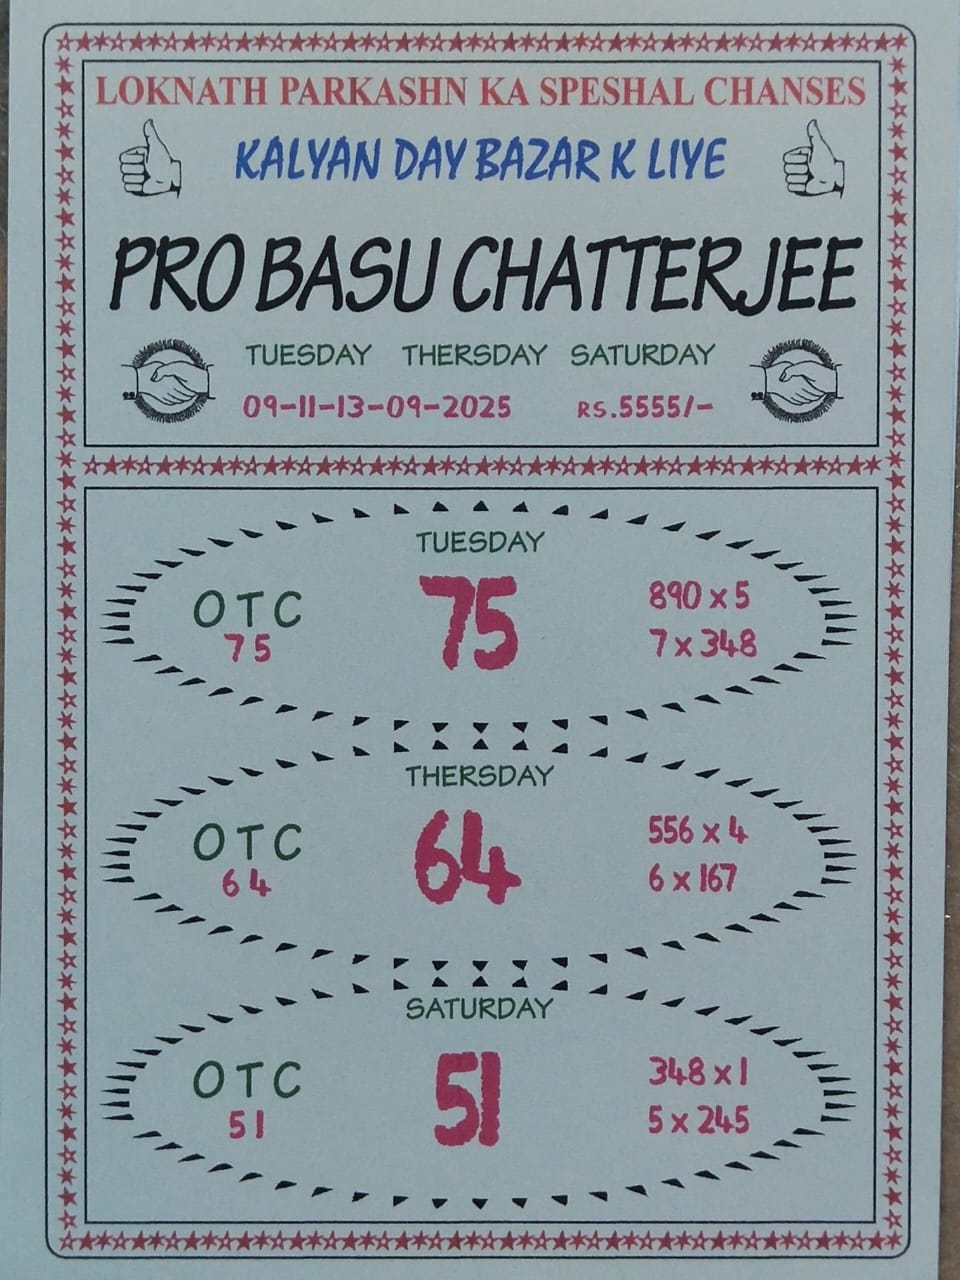 LOKNATH PARKASHN KA SPESHAL CHANSES
KALYAN DAY BAZAR K LIYE
PRO BASU CHATTERJEE
TUESDAY THERSDAY SATURDAY
09-11-13-09-2025 RS.5555/-
TUESDAY
OTC
75
75
890 x 5
7 x 348
THERSDAY
OTC
64
64
556 x 4
6 x 167
SATURDAY
OTC
51
51
348 x 1
5 x 245